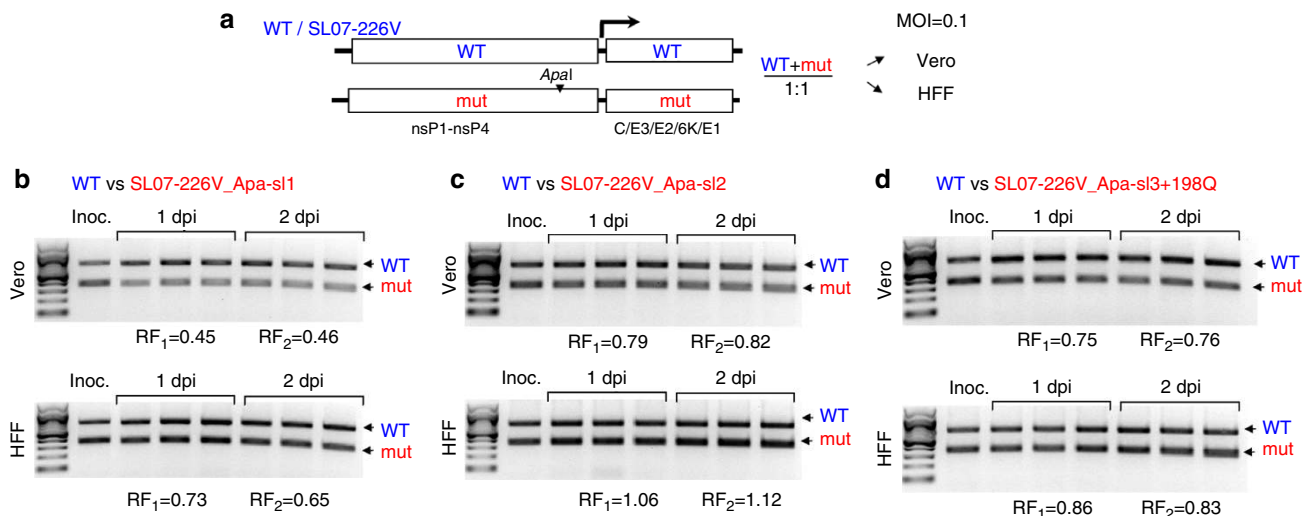 a
WT / SL07-226V
MOI=0.1
WT WT
WT+mut
1:1
Vero
HFF
ApaI
mut mut
nsP1-nsP4 C/E3/E2/6K/E1
b WT vs SL07-226V_Apa-sl1
Inoc. 1 dpi 2 dpi
Vero
WT
mut
RF1=0.45 RF2=0.46
Inoc. 1 dpi 2 dpi
HFF
WT
mut
RF1=0.73 RF2=0.65
c WT vs SL07-226V_Apa-sl2
Inoc. 1 dpi 2 dpi
Vero
WT
mut
RF1=0.79 RF2=0.82
Inoc. 1 dpi 2 dpi
HFF
WT
mut
RF1=1.06 RF2=1.12
d WT vs SL07-226V_Apa-sl3+198Q
Inoc. 1 dpi 2 dpi
Vero
WT
mut
RF1=0.75 RF2=0.76
Inoc. 1 dpi 2 dpi
HFF
WT
mut
RF1=0.86 RF2=0.83